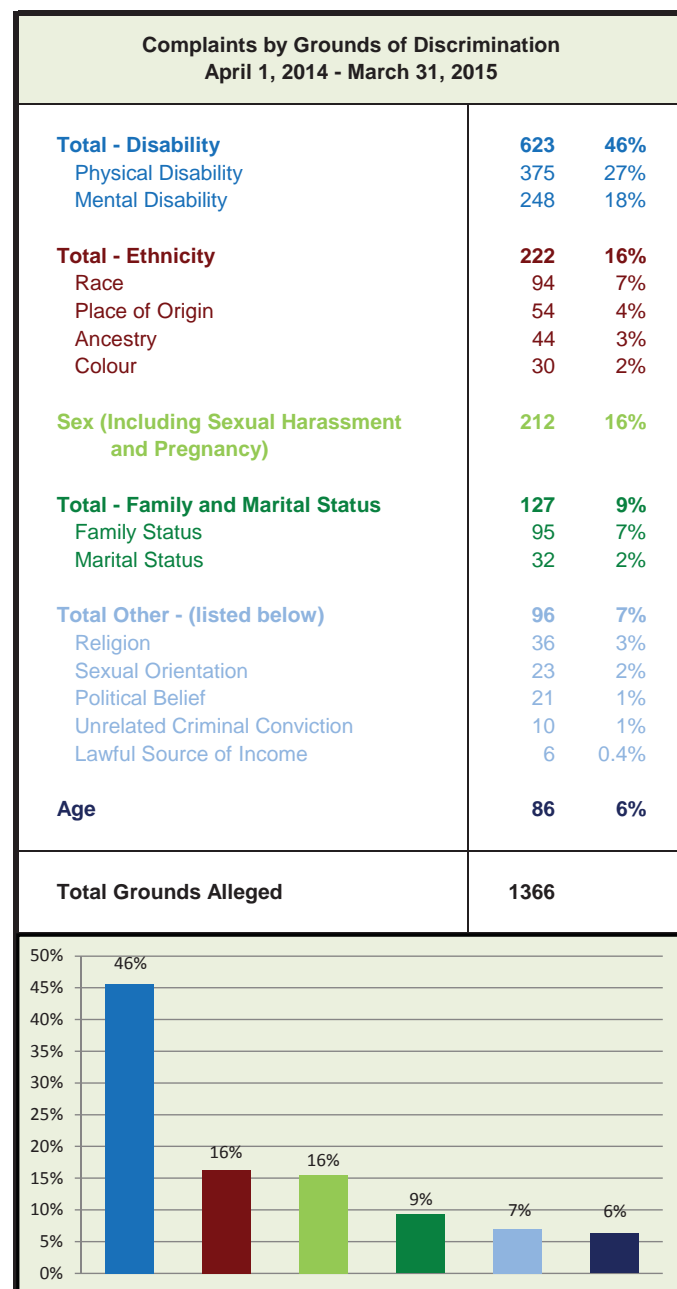 Complaints by Grounds of Discrimination
April 1, 2014 - March 31, 2015
Total - Disability 623 46%
Physical Disability 375 27%
Mental Disability 248 18%
Total - Ethnicity 222 16%
Race 94 7%
Place of Origin 54 4%
Ancestry 44 3%
Colour 30 2%
Sex (Including Sexual Harassment 212 16%
and Pregnancy)
Total - Family and Marital Status 127 9%
Family Status 95 7%
Marital Status 32 2%
Total Other - (listed below) 96 7%
Religion 36 3%
Sexual Orientation 23 2%
Political Belief 21 1%
Unrelated Criminal Conviction 10 1%
Lawful Source of Income 6 0.4%
Age 86 6%
Total Grounds Alleged 1366
50%
45%
40%
35%
30%
25%
20%
15%
10%
5%
0%
46%
16%
16%
9%
7%
6%